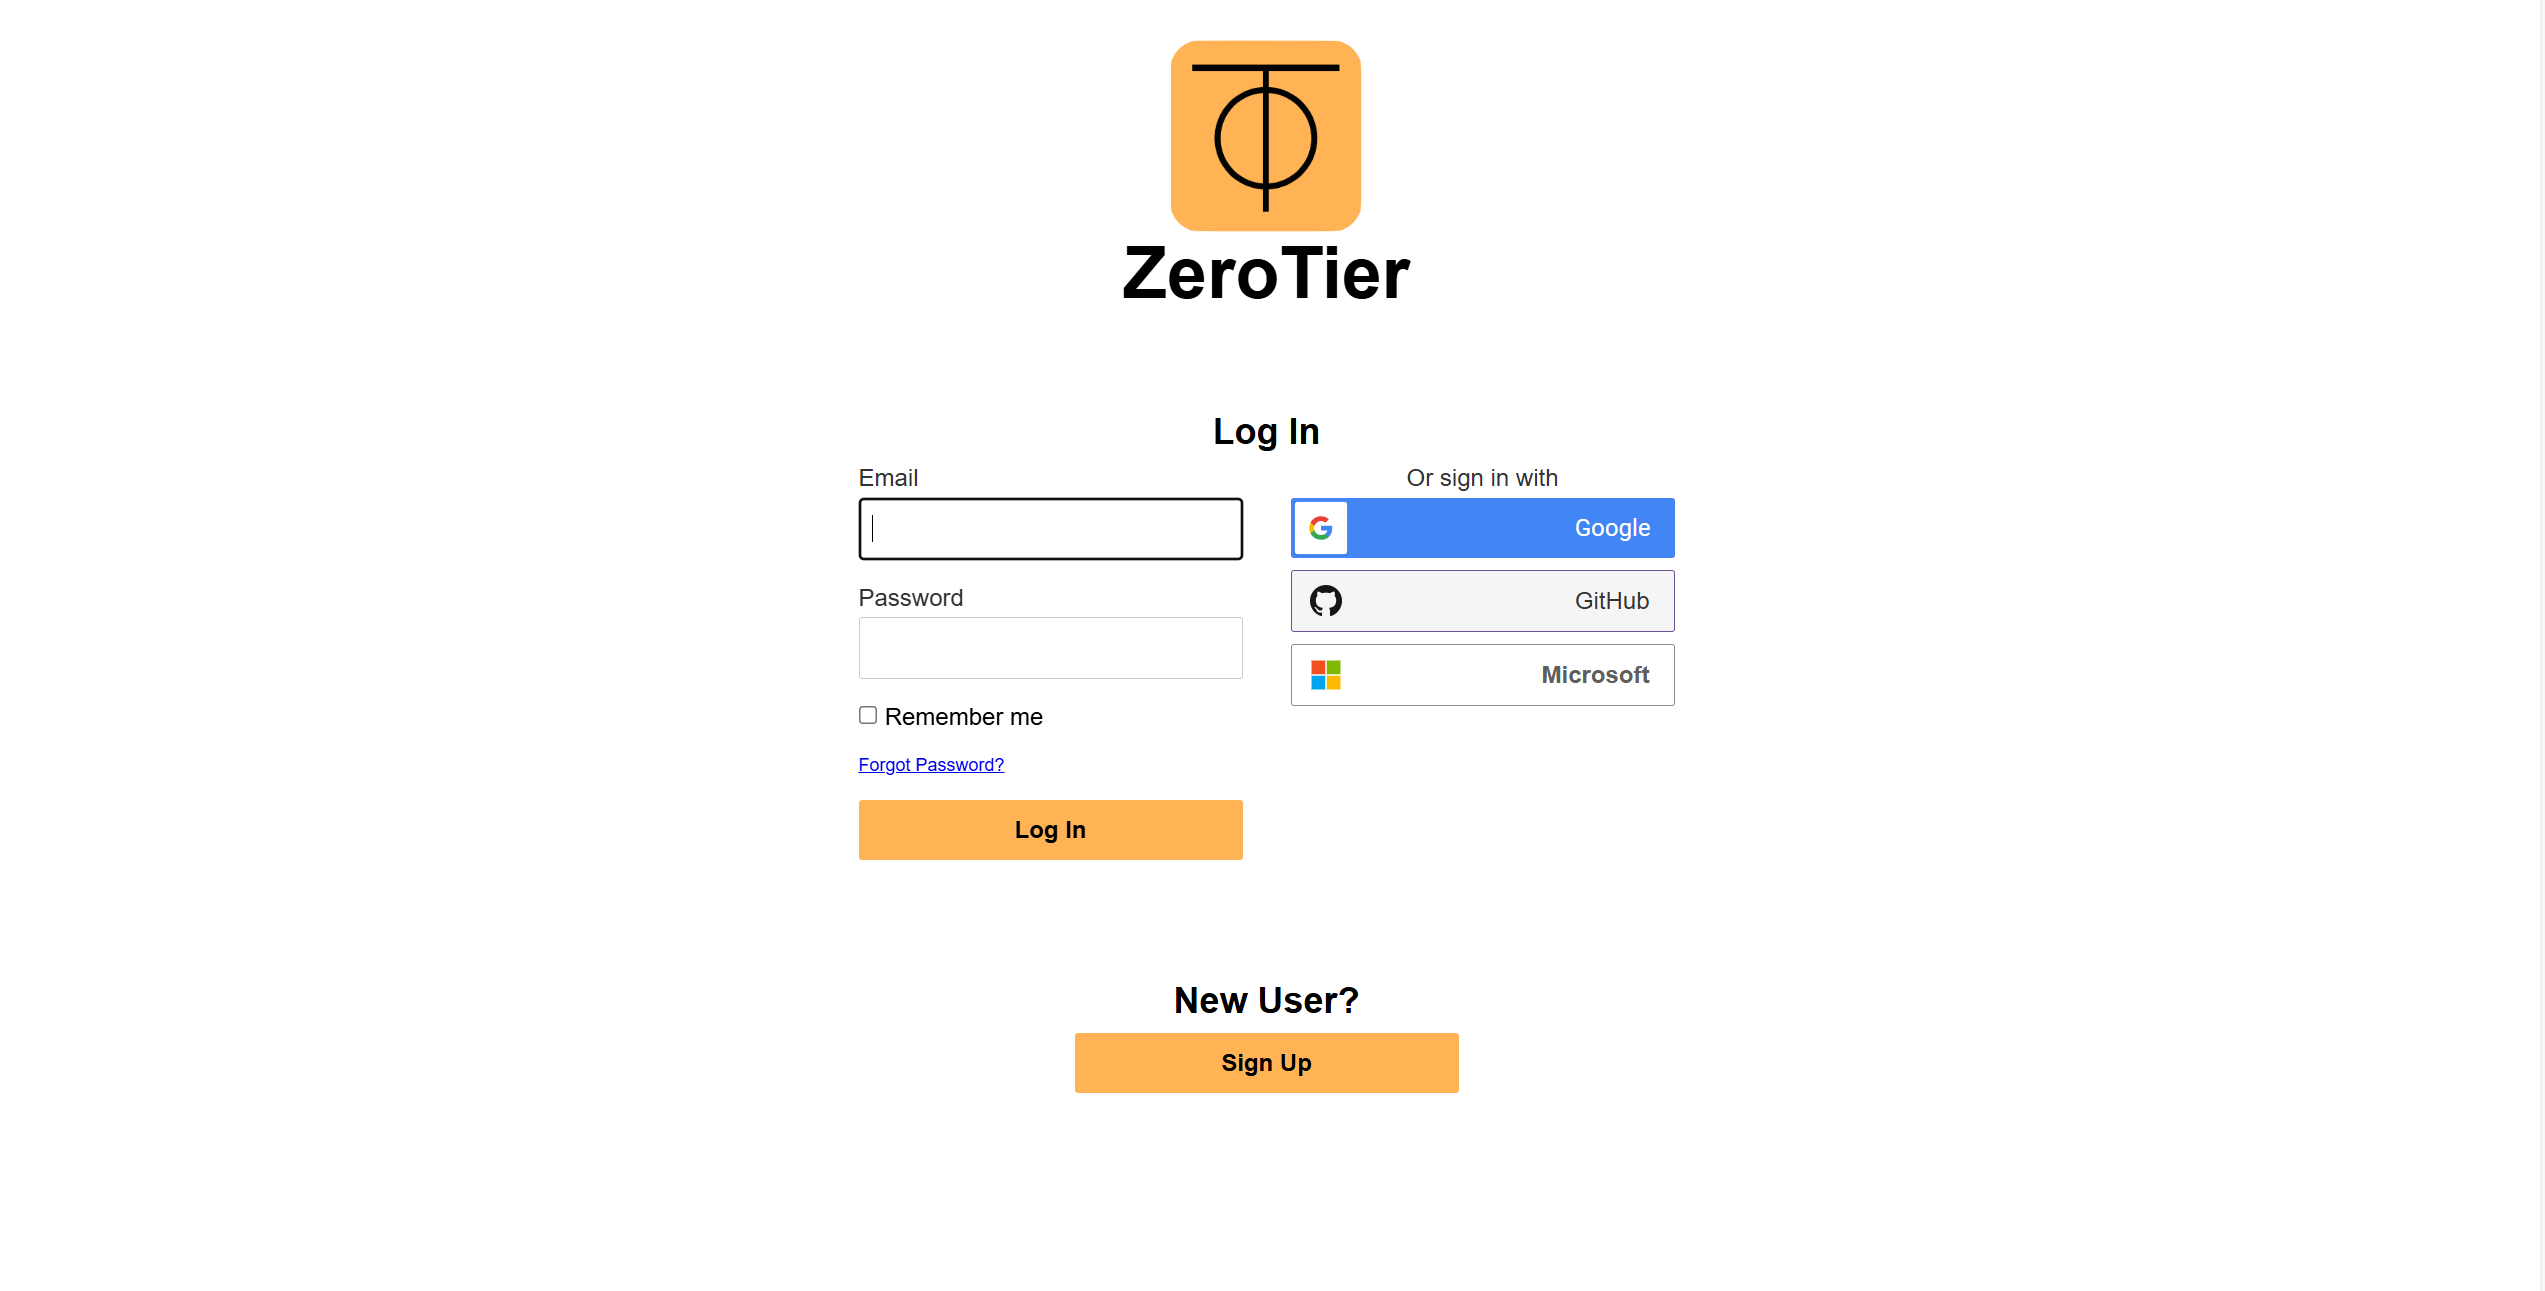 ZeroTier
Log In
Email
Password
Remember me
Forgot Password?
Log In
Or sign in with
Google
GitHub
Microsoft
New User?
Sign Up